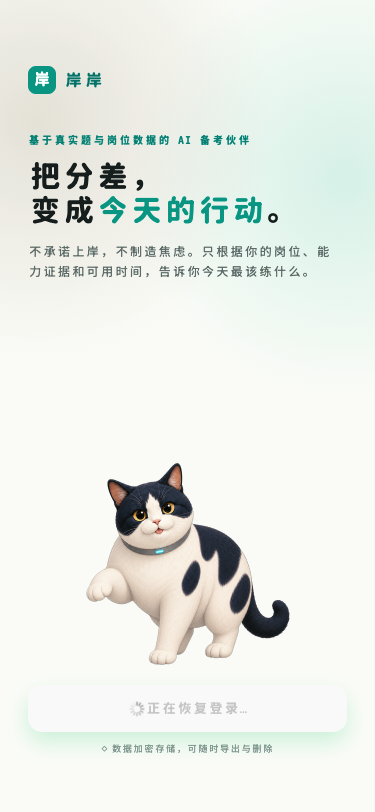 岸 岸岸
基于真实题与岗位数据的 AI 备考伙伴
把分差，
变成今天的行动。
不承诺上岸，不制造焦虑。只根据你的岗位、能
力证据和可用时间，告诉你今天最该练什么。
正在恢复登录…
数据加密存储，可随时导出与删除